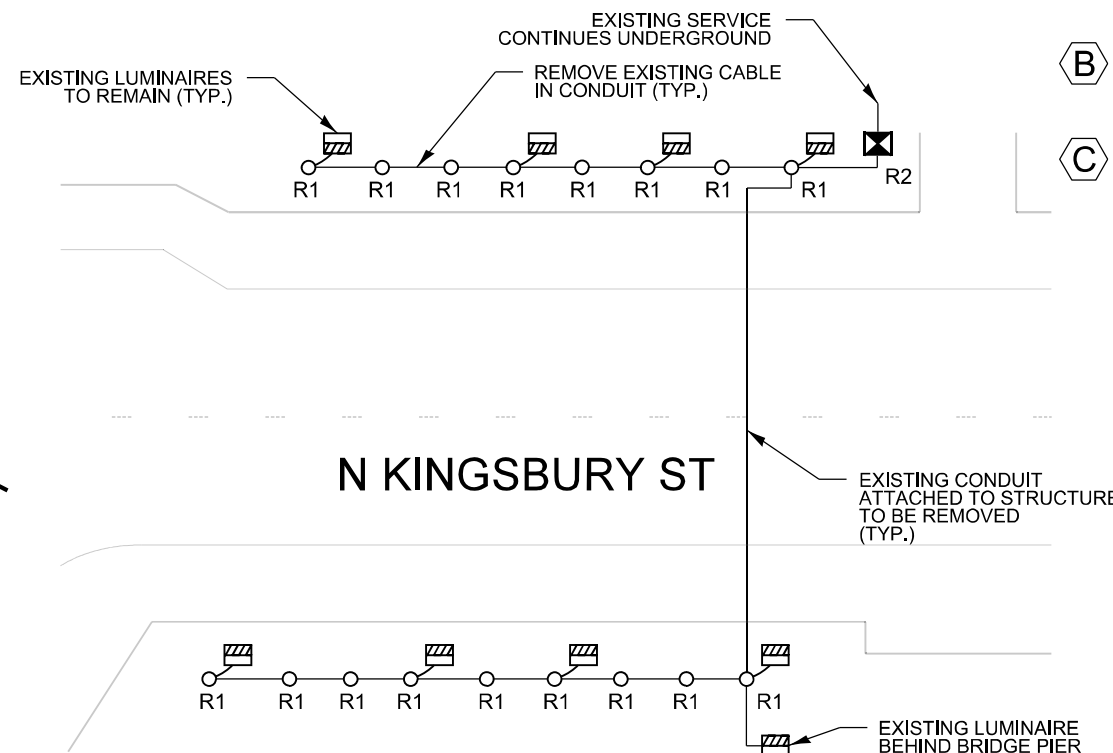 EXISTING SERVICE
CONTINUES UNDERGROUND
B
EXISTING LUMINAIRES
TO REMAIN (TYP.)
REMOVE EXISTING CABLE
IN CONDUIT (TYP.)
C
R1 R1 R1 R1 R1 R1 R1 R1 R2
N KINGSBURY ST
EXISTING CONDUIT
ATTACHED TO STRUCTURE
TO BE REMOVED
(TYP.)
R1 R1 R1 R1 R1 R1 R1 R1 R1
EXISTING LUMINAIRE
BEHIND BRIDGE PIER